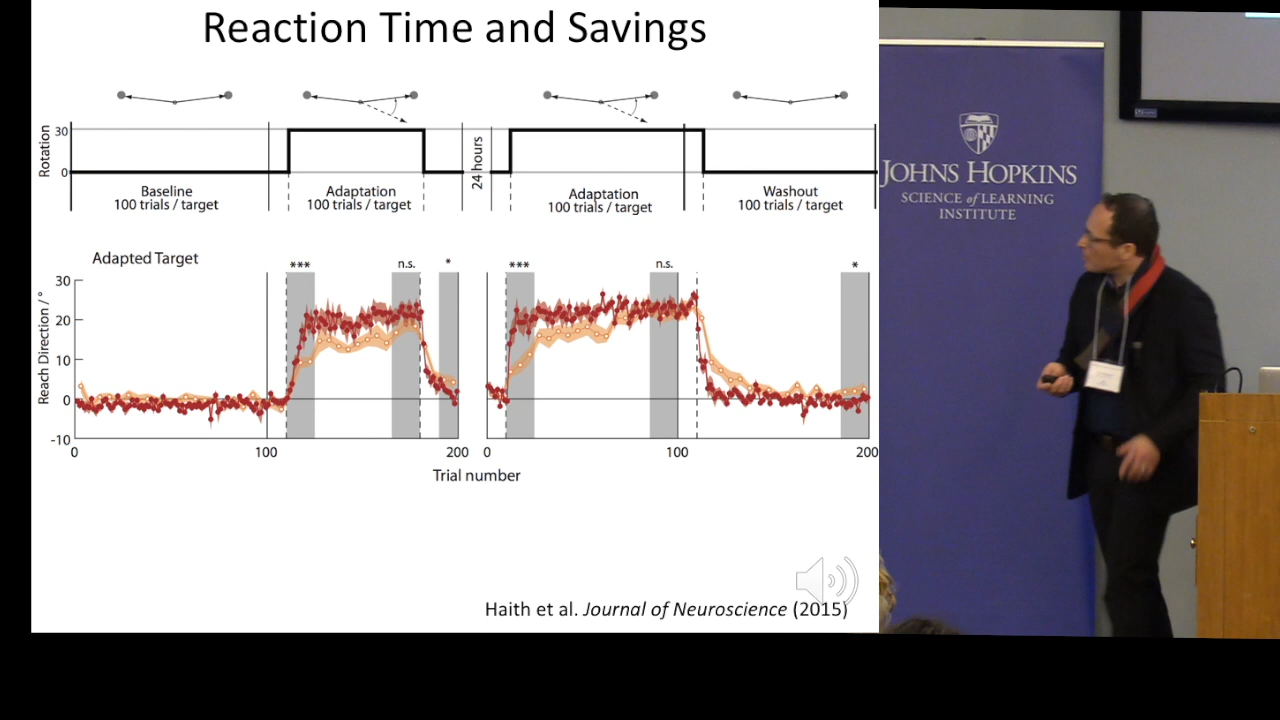 Reaction Time and Savings
30
0
Rotation
Baseline
100 trials / target
Adaptation
100 trials / target
24 hours
Adaptation
100 trials / target
Washout
100 trials / target
Adapted Target
*** n.s. * *** n.s. *
30
20
10
0
-10
Reach Direction / °
0 100 200 0 100 200
Trial number
Haith et al. Journal of Neuroscience (2015)
JOHNS HOPKINS
SCIENCE of LEARNING
INSTITUTE